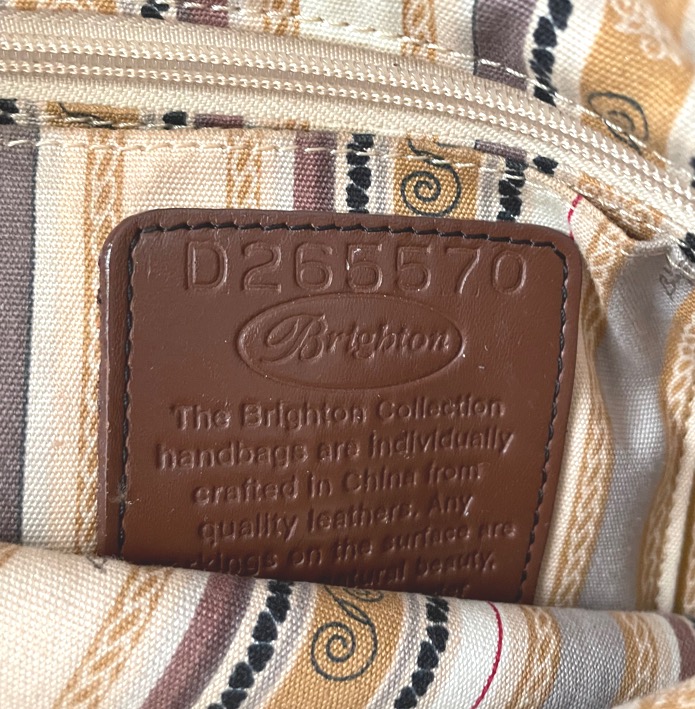 D265570
Brighton
The Brighton Collection
handbags are individually
crafted in China from
quality leathers. Any
on the surface are
beauty.